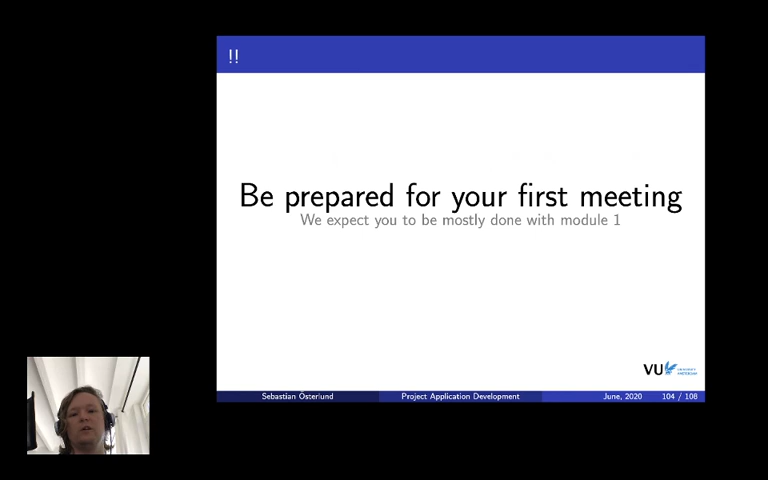 !!
Be prepared for your first meeting
We expect you to be mostly done with module 1
VU
Sebastian Österlund
Project Application Development
June, 2020
104 / 108